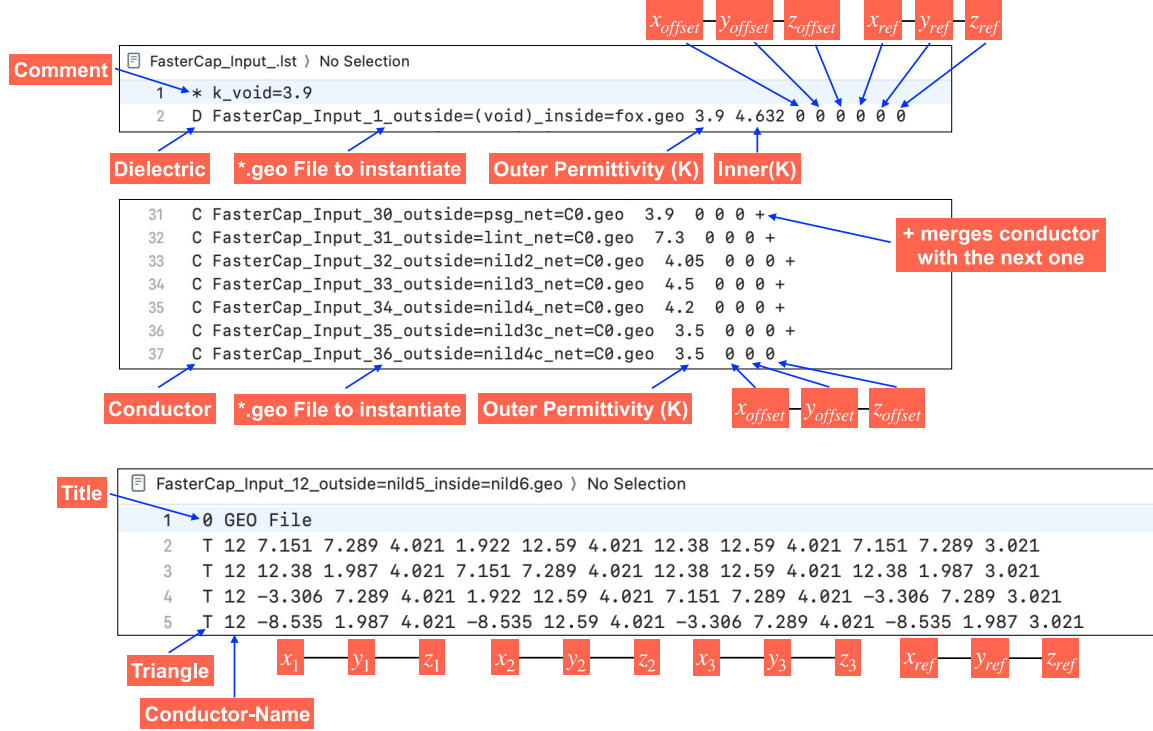 x_offset y_offset z_offset x_ref y_ref z_ref
FasterCap_Input_.lst ⟩ No Selection
Comment
1 * k_void=3.9
2 D FasterCap_Input_1_outside=(void)_inside=fox.geo 3.9 4.632 0 0 0 0 0 0
Dielectric *.geo File to instantiate Outer Permittivity (K) Inner(K)
31 C FasterCap_Input_30_outside=psg_net=C0.geo 3.9 0 0 0 +
32 C FasterCap_Input_31_outside=lint_net=C0.geo 7.3 0 0 0 +
33 C FasterCap_Input_32_outside=nild2_net=C0.geo 4.05 0 0 0 +
34 C FasterCap_Input_33_outside=nild3_net=C0.geo 4.5 0 0 0 +
35 C FasterCap_Input_34_outside=nild4_net=C0.geo 4.2 0 0 0 +
36 C FasterCap_Input_35_outside=nild3c_net=C0.geo 3.5 0 0 0 +
37 C FasterCap_Input_36_outside=nild4c_net=C0.geo 3.5 0 0 0
+ merges conductor
with the next one
Conductor *.geo File to instantiate Outer Permittivity (K) x_offset y_offset z_offset
FasterCap_Input_12_outside=nild5_inside=nild6.geo ⟩ No Selection
Title
1 0 GEO File
2 T 12 7.151 7.289 4.021 1.922 12.59 4.021 12.38 12.59 4.021 7.151 7.289 3.021
3 T 12 12.38 1.987 4.021 7.151 7.289 4.021 12.38 12.59 4.021 12.38 1.987 3.021
4 T 12 −3.306 7.289 4.021 1.922 12.59 4.021 7.151 7.289 4.021 −3.306 7.289 3.021
5 T 12 −8.535 1.987 4.021 −8.535 12.59 4.021 −3.306 7.289 4.021 −8.535 1.987 3.021
x_1 y_1 z_1 x_2 y_2 z_2 x_3 y_3 z_3 x_ref y_ref z_ref
Triangle
Conductor-Name